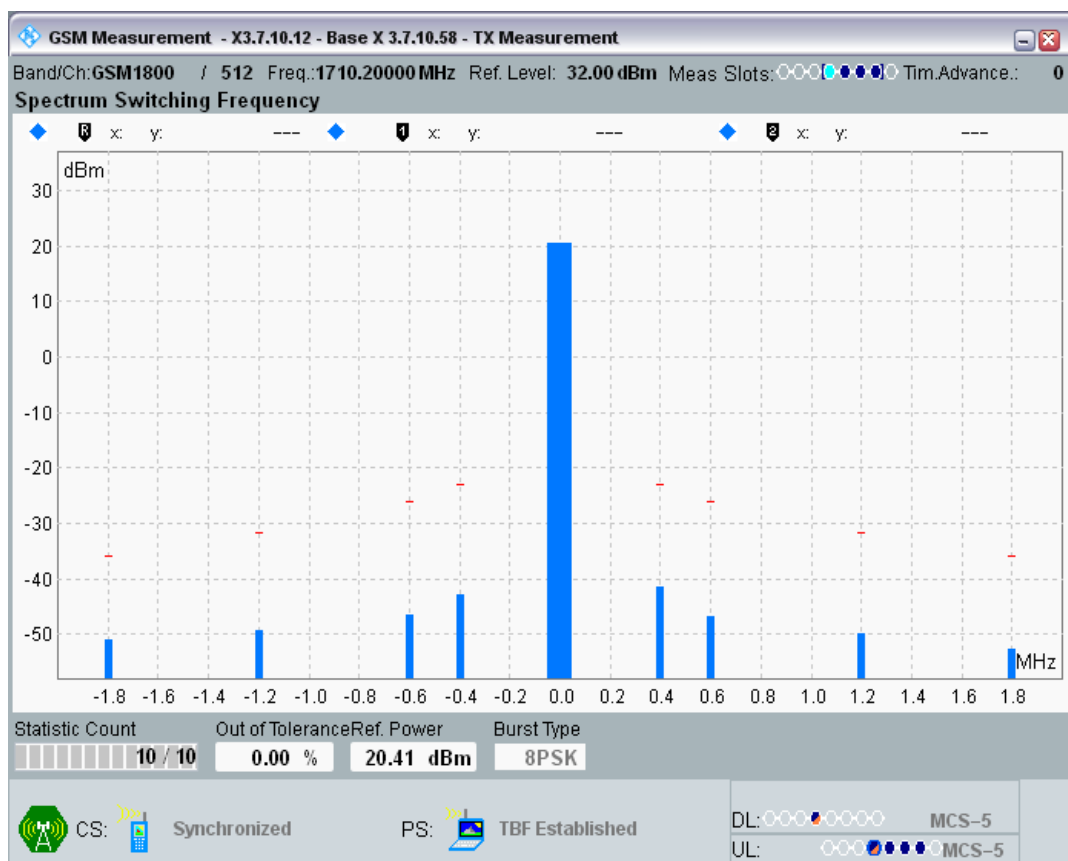 GSM Measurement - X3.7.10.12 - Base X 3.7.10.58 - TX Measurement
Band/Ch:GSM1800 / 512 Freq.:1710.20000 MHz Ref. Level: 32.00 dBm Meas Slots: Tim.Advance.: 0
Spectrum Switching Frequency
R x: y: --- 1 x: y: --- 2 x: y: ---
dBm
30
20
10
0
-10
-20
-30
-40
-50
MHz
-1.8 -1.6 -1.4 -1.2 -1.0 -0.8 -0.6 -0.4 -0.2 0.0 0.2 0.4 0.6 0.8 1.0 1.2 1.4 1.6 1.8
Statistic Count Out of Tolerance Ref. Power Burst Type
10 / 10 0.00 % 20.41 dBm 8PSK
CS: Synchronized PS: TBF Established
DL: MCS-5
UL: MCS-5